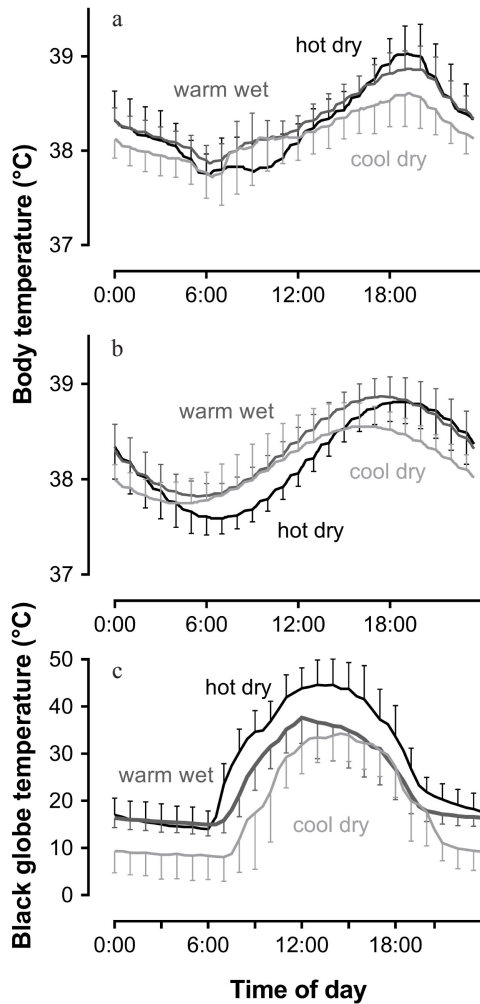 a
hot dry
39
warm wet
38
cool dry
37
0:00 6:00 12:00 18:00
Body temperature (°C)
b
39
warm wet
38
cool dry
hot dry
37
0:00 6:00 12:00 18:00
Black globe temperature (°C)
50
c
hot dry
40
30
warm wet
20
cool dry
10
0
0:00 6:00 12:00 18:00
Time of day